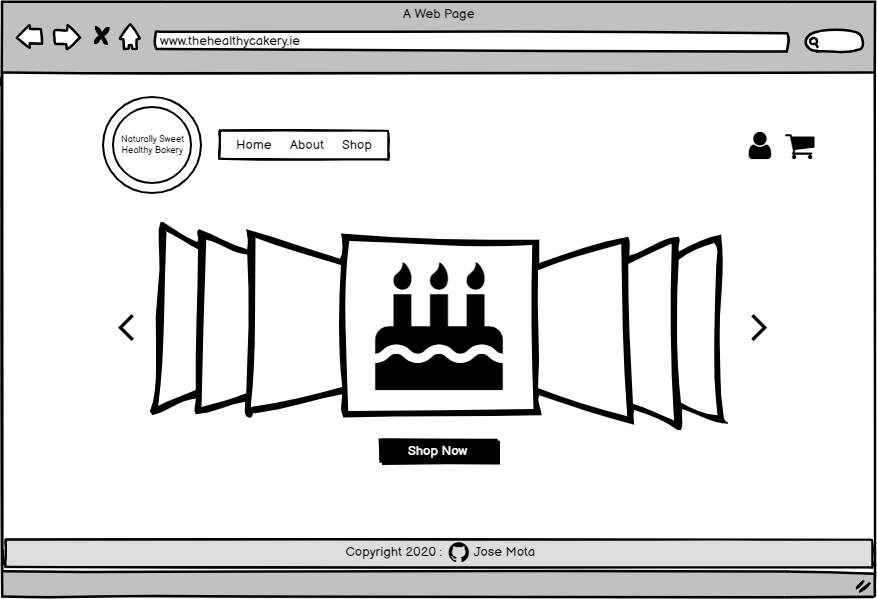 A Web Page
www.thehealthycakery.ie
Naturally Sweet
Healthy Bakery
Home About Shop
Shop Now
Copyright 2020 : Jose Mota